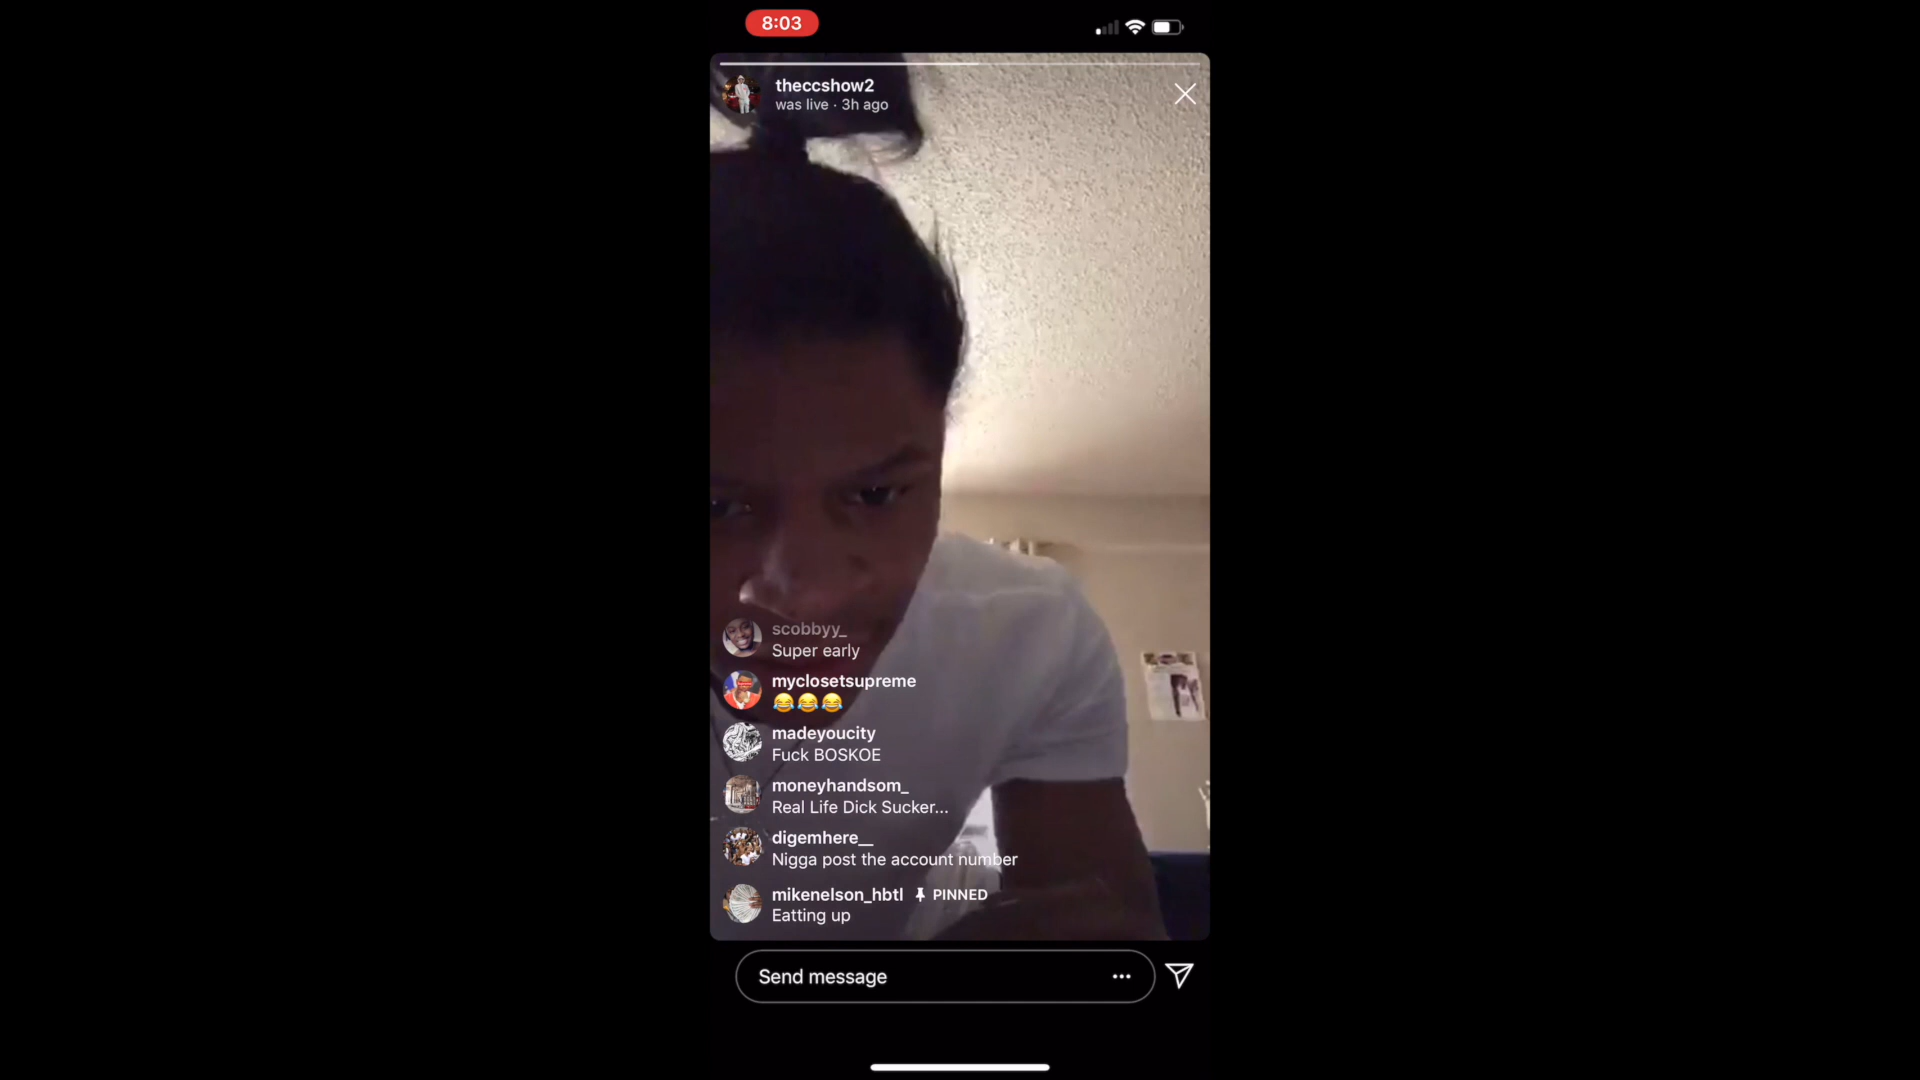 8:03
theccshow2
was live · 3h ago
scobbyy_
Super early
myclosetsupreme
😂😂😂
madeyoucity
Fuck BOSKOE
moneyhandsom_
Real Life Dick Sucker...
digemhere__
Nigga post the account number
mikenelson_hbtl PINNED
Eatting up
Send message